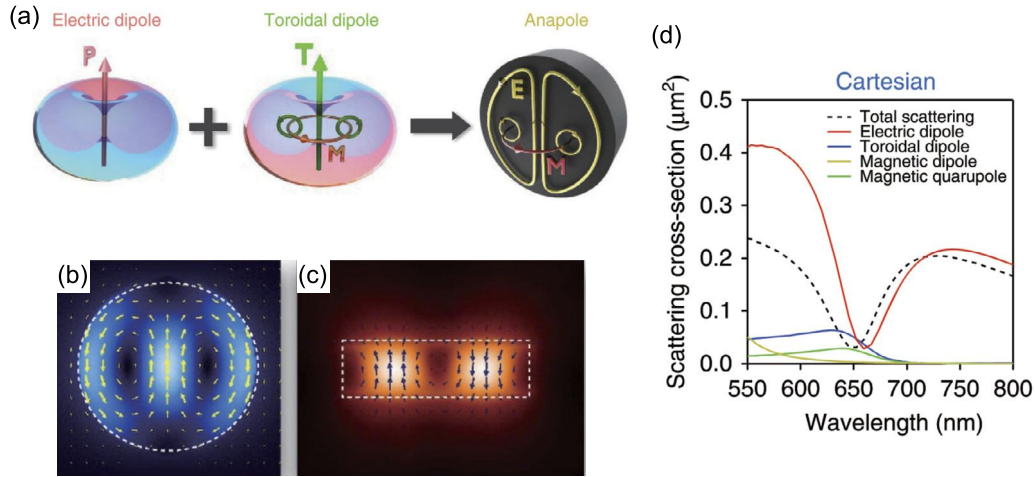 (a)
Electric dipole
Toroidal dipole
Anapole
P
T
M
E
M
(b)
(c)
(d)
Cartesian
Scattering cross-section (μm²)
0.5
0.4
0.3
0.2
0.1
0.0
Total scattering
Electric dipole
Toroidal dipole
Magnetic dipole
Magnetic quarupole
550 600 650 700 750 800
Wavelength (nm)